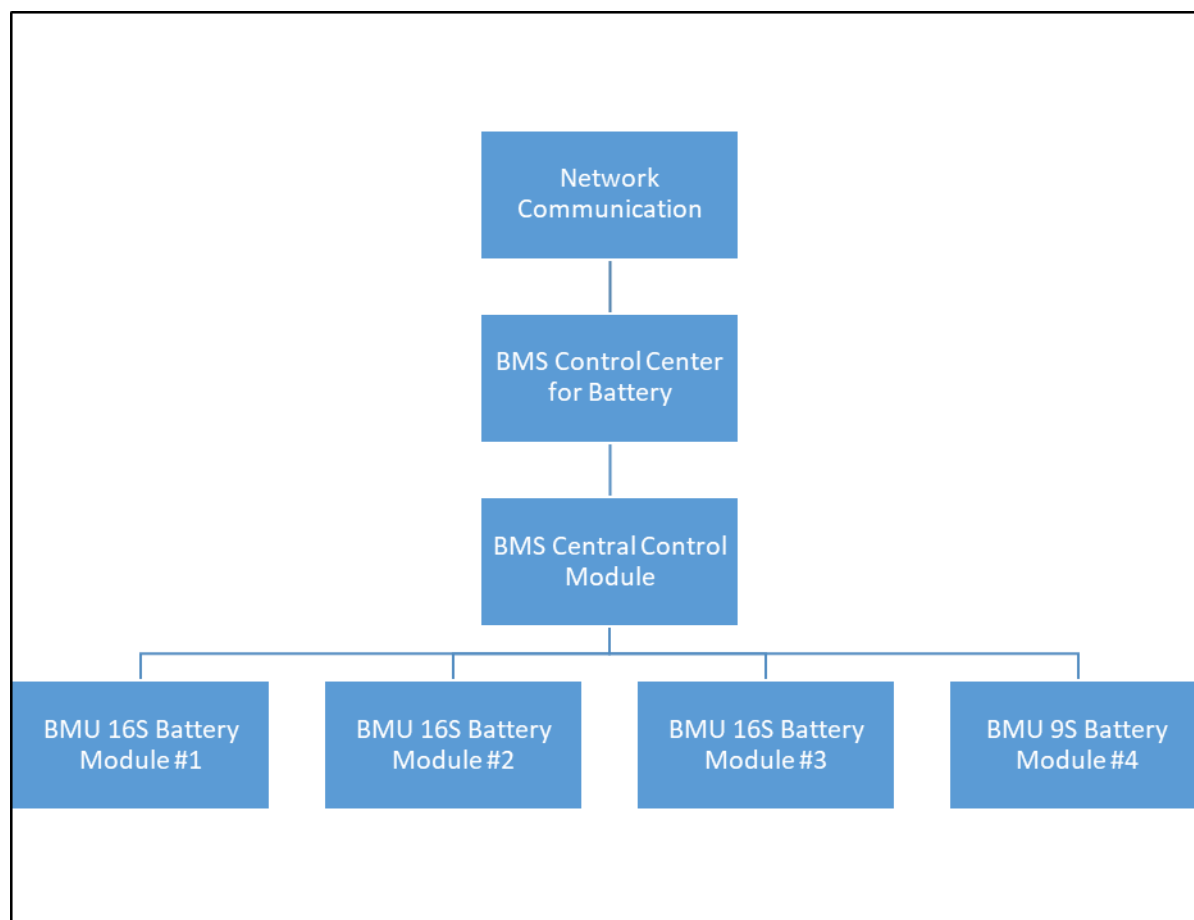 Network
Communication
BMS Control Center
for Battery
BMS Central Control
Module
BMU 16S Battery
Module #1
BMU 16S Battery
Module #2
BMU 16S Battery
Module #3
BMU 9S Battery
Module #4